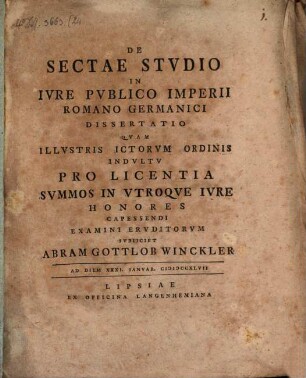 DE
SECTAE STVDIO
IN
IVRE PVBLICO IMPERII
ROMANO GERMANICI
DISSERTATIO
QVAM
ILLVSTRIS ICTORVM ORDINIS
INDVLTV
PRO LICENTIA
SVMMOS IN VTROQVE IVRE
HONORES
CAPESSENDI
EXAMINI ERVDITORVM
SVBIICIET
ABRAM GOTTLOB WINCKLER
AD DIEM XXXI. IANVAR. CIƆIƆCCXLVII
LIPSIAE
EX OFFICINA LANGENHEMIANA